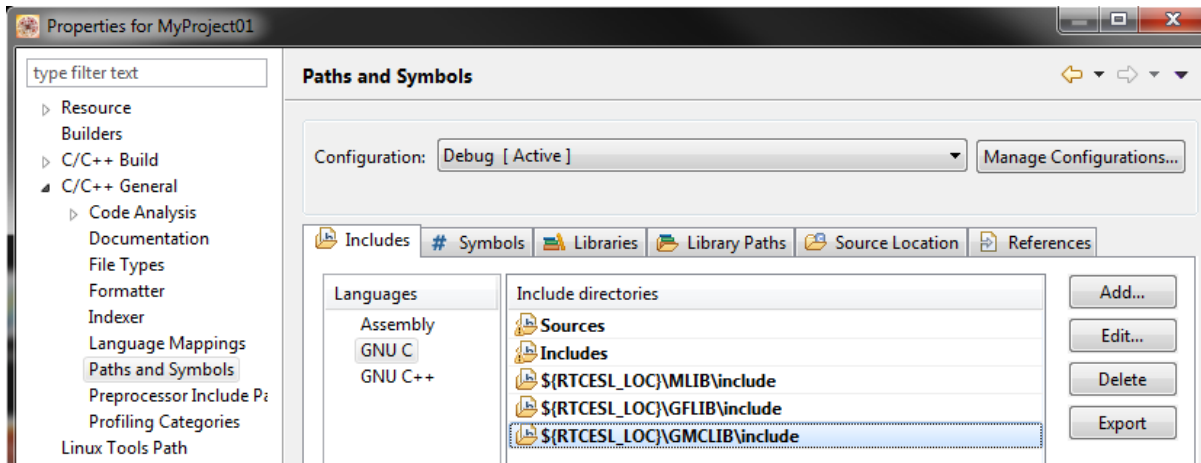 Properties for MyProject01
type filter text
Resource
Builders
C/C++ Build
C/C++ General
Code Analysis
Documentation
File Types
Formatter
Indexer
Language Mappings
Paths and Symbols
Preprocessor Include Pa
Profiling Categories
Linux Tools Path
Paths and Symbols
Configuration: Debug [ Active ] Manage Configurations...
Includes # Symbols Libraries Library Paths Source Location References
Languages
Assembly
GNU C
GNU C++
Include directories
Sources
Includes
${RTCESL_LOC}\MLIB\include
${RTCESL_LOC}\GFLIB\include
${RTCESL_LOC}\GMCLIB\include
Add...
Edit...
Delete
Export